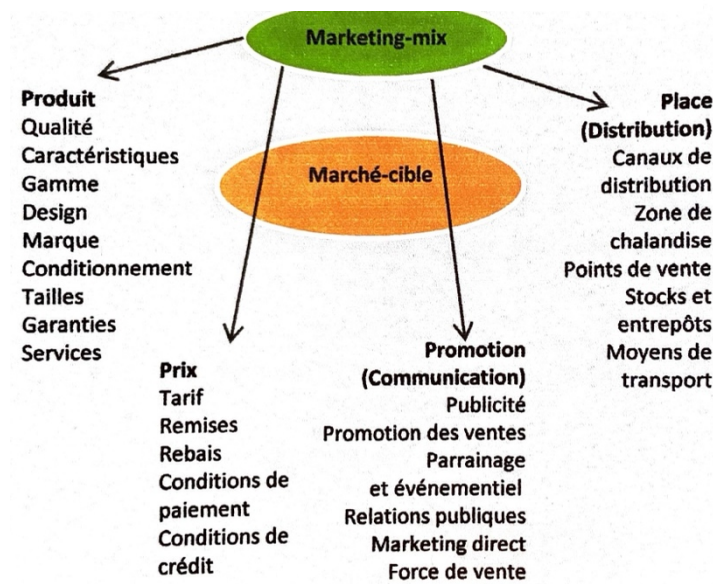 Marketing-mix
Marché-cible
Produit
Qualité
Caractéristiques
Gamme
Design
Marque
Conditionnement
Tailles
Garanties
Services
Prix
Tarif
Remises
Rebais
Conditions de
paiement
Conditions de
crédit
Promotion
(Communication)
Publicité
Promotion des ventes
Parrainage
et événementiel
Relations publiques
Marketing direct
Force de vente
Place
(Distribution)
Canaux de
distribution
Zone de
chalandise
Points de vente
Stocks et
entrepôts
Moyens de
transport